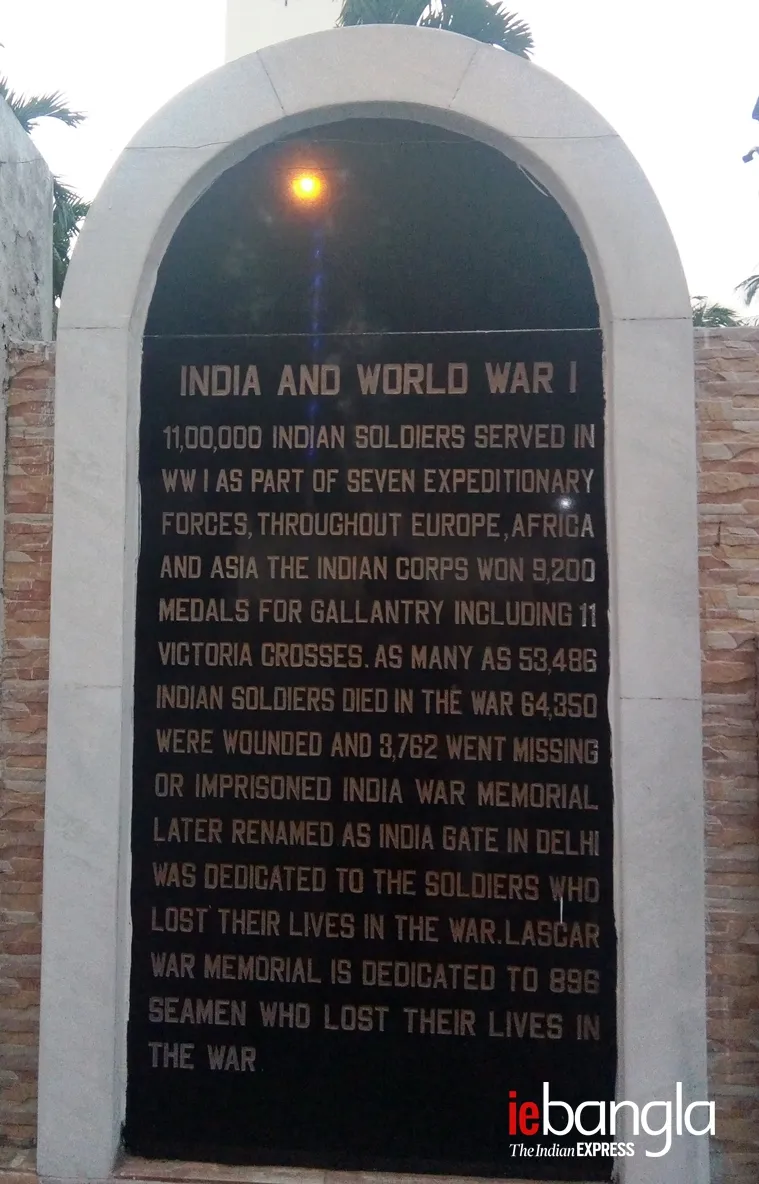 INDIA AND WORLD WAR I
11,00,000 INDIAN SOLDIERS SERVED IN
WW I AS PART OF SEVEN EXPEDITIONARY
FORCES, THROUGHOUT EUROPE, AFRICA
AND ASIA THE INDIAN CORPS WON 9,200
MEDALS FOR GALLANTRY INCLUDING 11
VICTORIA CROSSES. AS MANY AS 53,486
INDIAN SOLDIERS DIED IN THE WAR 64,350
WERE WOUNDED AND 3,762 WENT MISSING
OR IMPRISONED INDIA WAR MEMORIAL
LATER RENAMED AS INDIA GATE IN DELHI
WAS DEDICATED TO THE SOLDIERS WHO
LOST THEIR LIVES IN THE WAR. LASCAR
WAR MEMORIAL IS DEDICATED TO 896
SEAMEN WHO LOST THEIR LIVES IN
THE WAR
iebangla
The Indian EXPRESS